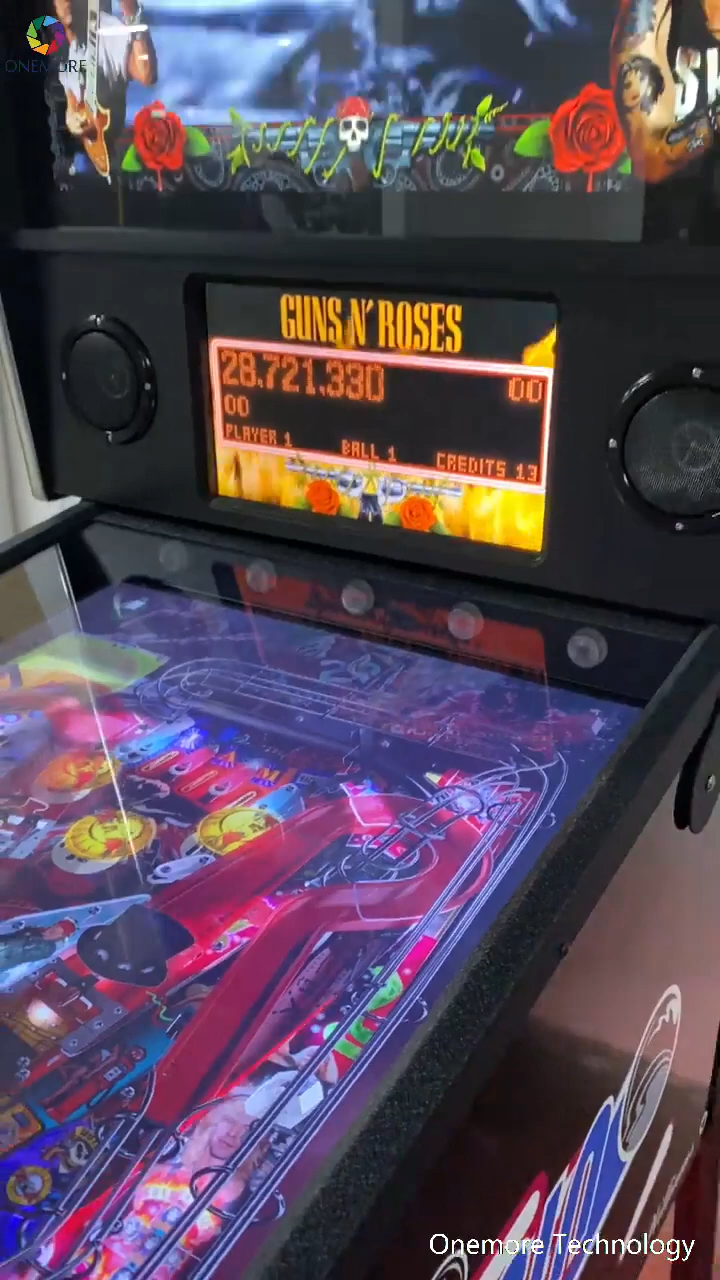 ONEMORE
GUNS N' ROSES
28,721,330
00
00
PLAYER 1
BALL 1
CREDITS 13
Onemore Technology